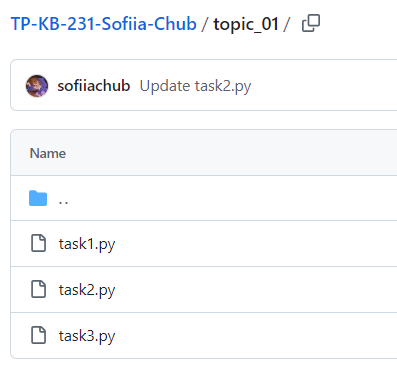 TP-KB-231-Sofiia-Chub / topic_01 /
sofiiachub Update task2.py
Name
..
task1.py
task2.py
task3.py